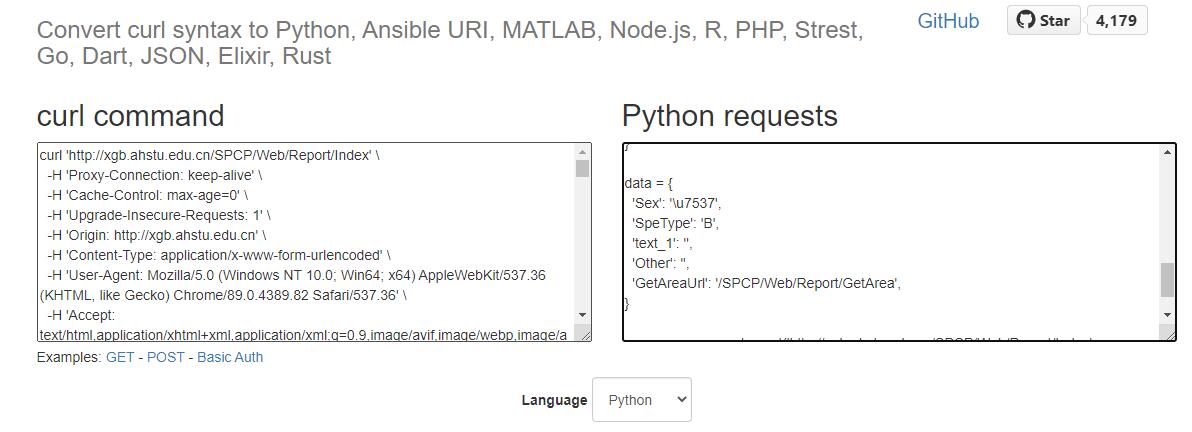 Convert curl syntax to Python, Ansible URI, MATLAB, Node.js, R, PHP, Strest,
Go, Dart, JSON, Elixir, Rust
GitHub
Star
4,179
curl command
curl 'http://xgb.ahstu.edu.cn/SPCP/Web/Report/Index' \
-H 'Proxy-Connection: keep-alive' \
-H 'Cache-Control: max-age=0' \
-H 'Upgrade-Insecure-Requests: 1' \
-H 'Origin: http://xgb.ahstu.edu.cn' \
-H 'Content-Type: application/x-www-form-urlencoded' \
-H 'User-Agent: Mozilla/5.0 (Windows NT 10.0; Win64; x64) AppleWebKit/537.36
(KHTML, like Gecko) Chrome/89.0.4389.82 Safari/537.36' \
-H 'Accept:
text/html,application/xhtml+xml,application/xml;q=0.9,image/avif,image/webp,image/a
Python requests
}
data = {
'Sex': '\u7537',
'SpeType': 'B',
'text_1': '',
'Other': '',
'GetAreaUrl': '/SPCP/Web/Report/GetArea',
}
Examples: GET - POST - Basic Auth
Language
Python